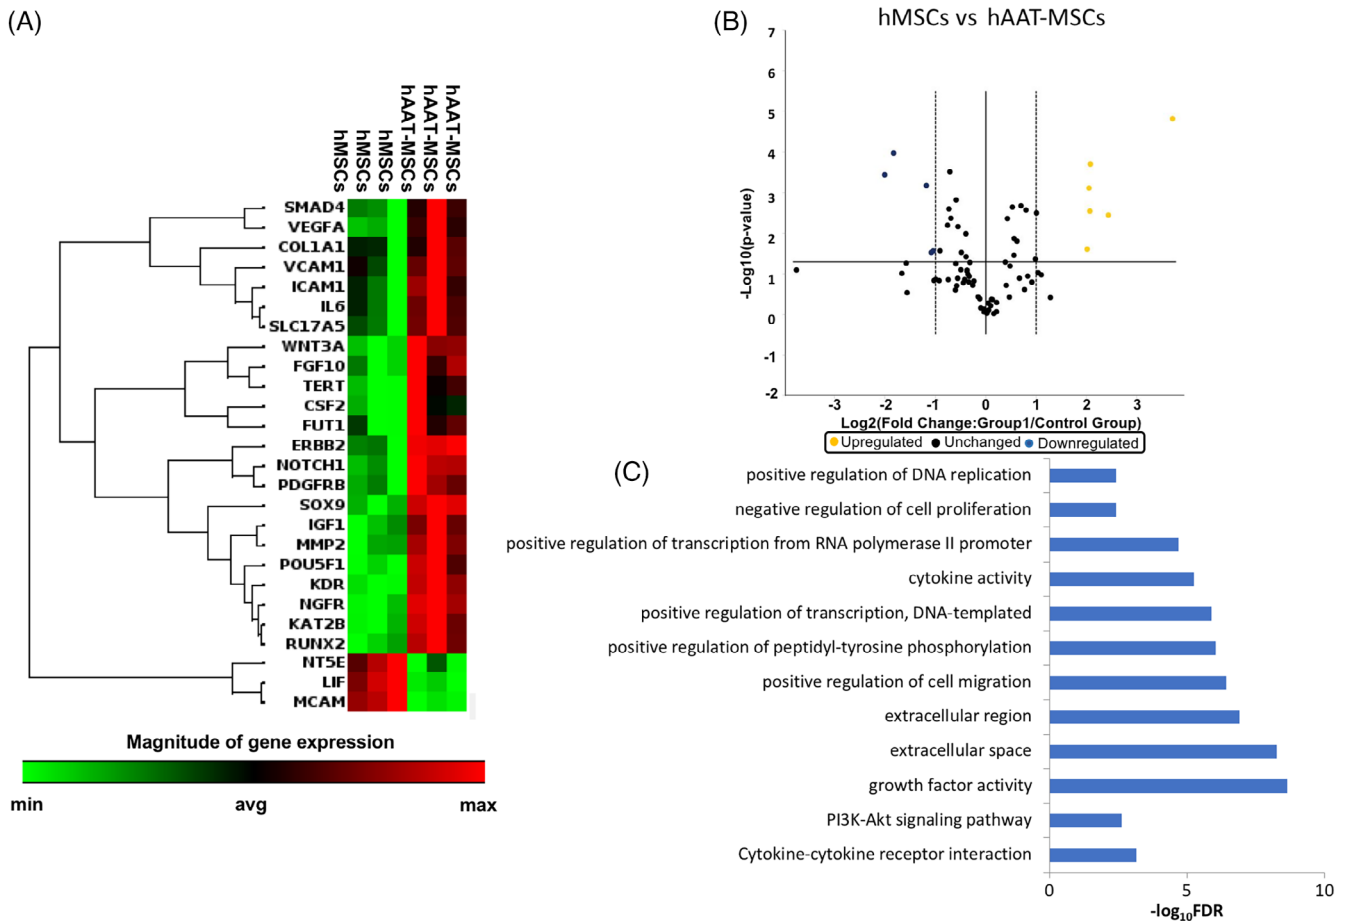 (A)
hMSCs
hMSCs
hMSCs
hAAT-MSCs
hAAT-MSCs
hAAT-MSCs
SMAD4
VEGFA
COL1A1
VCAM1
ICAM1
IL6
SLC17A5
WNT3A
FGF10
TERT
CSF2
FUT1
ERBB2
NOTCH1
PDGFRB
SOX9
IGF1
MMP2
POU5F1
KDR
NGFR
KAT2B
RUNX2
NT5E
LIF
MCAM
Magnitude of gene expression
min avg max
(B)
hMSCs vs hAAT-MSCs
-Log10(p-value)
7
6
5
4
3
2
1
0
-1
-2
-3 -2 -1 0 1 2 3
Log2(Fold Change:Group1/Control Group)
Upregulated Unchanged Downregulated
(C)
positive regulation of DNA replication
negative regulation of cell proliferation
positive regulation of transcription from RNA polymerase II promoter
cytokine activity
positive regulation of transcription, DNA-templated
positive regulation of peptidyl-tyrosine phosphorylation
positive regulation of cell migration
extracellular region
extracellular space
growth factor activity
PI3K-Akt signaling pathway
Cytokine-cytokine receptor interaction
0 5 10
-log₁₀FDR